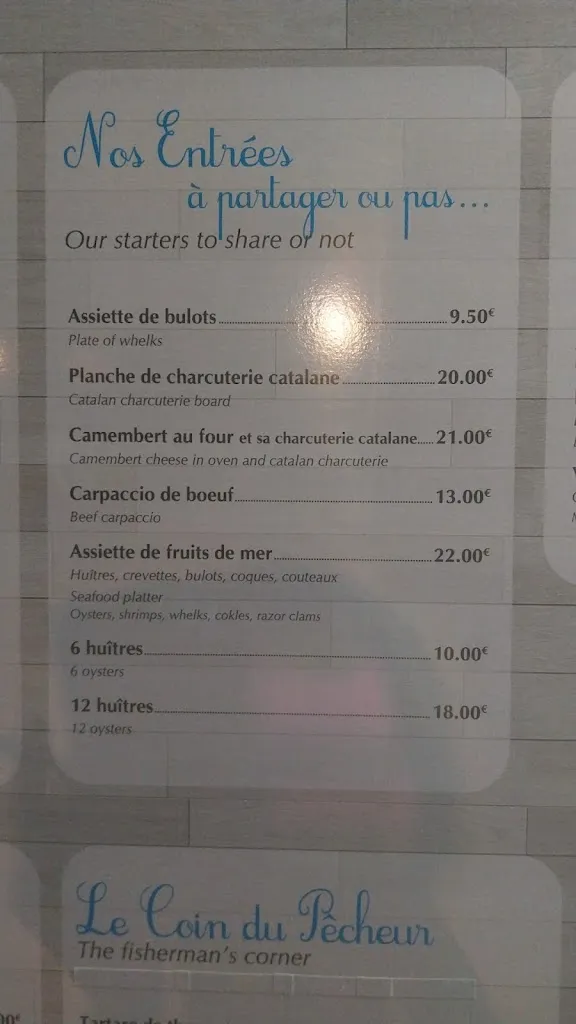 Nos Entrées
à partager ou pas...
Our starters to share or not
Assiette de bulots 9.50€
Plate of whelks
Planche de charcuterie catalane 20.00€
Catalan charcuterie board
Camembert au four et sa charcuterie catalane 21.00€
Camembert cheese in oven and catalan charcuterie
Carpaccio de boeuf 13.00€
Beef carpaccio
Assiette de fruits de mer 22.00€
Huîtres, crevettes, bulots, coques, couteaux
Seafood platter
Oysters, shrimps, whelks, cokles, razor clams
6 huîtres 10.00€
6 oysters
12 huîtres 18.00€
12 oysters
Le Coin du Pêcheur
The fisherman's corner